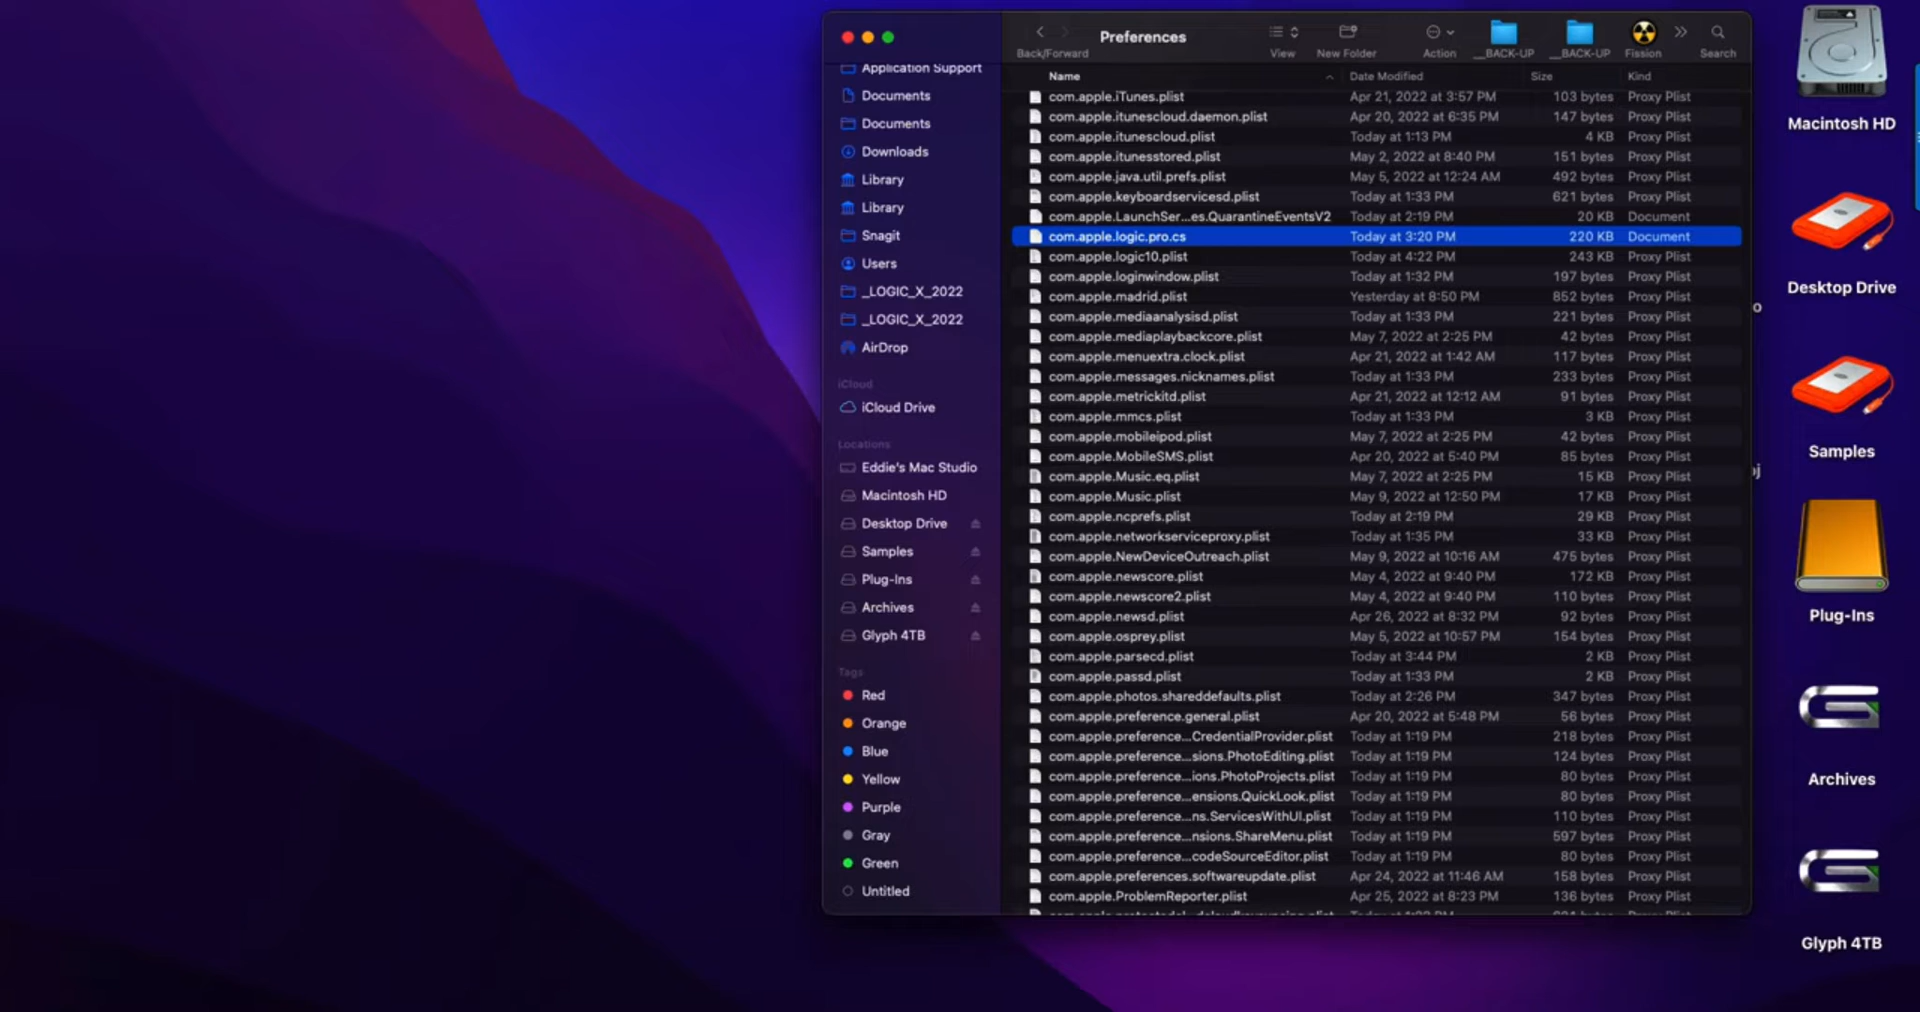 Preferences
Back/Forward
View
New Folder
Action
__BACK-UP
__BACK-UP
Fission
Search
Application Support
Documents
Documents
Downloads
Library
Library
Snagit
Users
_LOGIC_X_2022
_LOGIC_X_2022
AirDrop
iCloud
iCloud Drive
Locations
Eddie's Mac Studio
Macintosh HD
Desktop Drive
Samples
Plug-Ins
Archives
Glyph 4TB
Tags
Red
Orange
Blue
Yellow
Purple
Gray
Green
Untitled
Name Date Modified Size Kind
com.apple.iTunes.plist Apr 21, 2022 at 3:57 PM 103 bytes Proxy Plist
com.apple.itunescloud.daemon.plist Apr 20, 2022 at 6:35 PM 147 bytes Proxy Plist
com.apple.itunescloud.plist Today at 1:13 PM 4 KB Proxy Plist
com.apple.itunesstored.plist May 2, 2022 at 8:40 PM 151 bytes Proxy Plist
com.apple.java.util.prefs.plist May 5, 2022 at 12:24 AM 492 bytes Proxy Plist
com.apple.keyboardservicesd.plist Today at 1:33 PM 621 bytes Proxy Plist
com.apple.LaunchSer...es.QuarantineEventsV2 Today at 2:19 PM 20 KB Document
com.apple.logic.pro.cs Today at 3:20 PM 220 KB Document
com.apple.logic10.plist Today at 4:22 PM 243 KB Proxy Plist
com.apple.loginwindow.plist Today at 1:32 PM 197 bytes Proxy Plist
com.apple.madrid.plist Yesterday at 8:50 PM 852 bytes Proxy Plist
com.apple.mediaanalysisd.plist Today at 1:33 PM 221 bytes Proxy Plist
com.apple.mediaplaybackcore.plist May 7, 2022 at 2:25 PM 42 bytes Proxy Plist
com.apple.menuextra.clock.plist Apr 21, 2022 at 1:42 AM 117 bytes Proxy Plist
com.apple.messages.nicknames.plist Today at 1:33 PM 233 bytes Proxy Plist
com.apple.metrickitd.plist Apr 21, 2022 at 12:12 AM 91 bytes Proxy Plist
com.apple.mmcs.plist Today at 1:33 PM 3 KB Proxy Plist
com.apple.mobileipod.plist May 7, 2022 at 2:25 PM 42 bytes Proxy Plist
com.apple.MobileSMS.plist Apr 20, 2022 at 5:40 PM 85 bytes Proxy Plist
com.apple.Music.eq.plist May 7, 2022 at 2:25 PM 15 KB Proxy Plist
com.apple.Music.plist May 9, 2022 at 12:50 PM 17 KB Proxy Plist
com.apple.ncprefs.plist Today at 2:19 PM 29 KB Proxy Plist
com.apple.networkserviceproxy.plist Today at 1:35 PM 33 KB Proxy Plist
com.apple.NewDeviceOutreach.plist May 9, 2022 at 10:16 AM 475 bytes Proxy Plist
com.apple.newscore.plist May 4, 2022 at 9:40 PM 172 KB Proxy Plist
com.apple.newscore2.plist May 4, 2022 at 9:40 PM 110 bytes Proxy Plist
com.apple.newsd.plist Apr 26, 2022 at 8:32 PM 92 bytes Proxy Plist
com.apple.osprey.plist May 5, 2022 at 10:57 PM 154 bytes Proxy Plist
com.apple.parsecd.plist Today at 3:44 PM 2 KB Proxy Plist
com.apple.passd.plist Today at 1:33 PM 2 KB Proxy Plist
com.apple.photos.shareddefaults.plist Today at 2:26 PM 347 bytes Proxy Plist
com.apple.preference.general.plist Apr 20, 2022 at 5:48 PM 56 bytes Proxy Plist
com.apple.preference...CredentialProvider.plist Today at 1:19 PM 218 bytes Proxy Plist
com.apple.preference...sions.PhotoEditing.plist Today at 1:19 PM 124 bytes Proxy Plist
com.apple.preference...ions.PhotoProjects.plist Today at 1:19 PM 80 bytes Proxy Plist
com.apple.preference...ensions.QuickLook.plist Today at 1:19 PM 80 bytes Proxy Plist
com.apple.preference...ns.ServicesWithUI.plist Today at 1:19 PM 110 bytes Proxy Plist
com.apple.preference...nsions.ShareMenu.plist Today at 1:19 PM 597 bytes Proxy Plist
com.apple.preference...codeSourceEditor.plist Today at 1:19 PM 80 bytes Proxy Plist
com.apple.preferences.softwareupdate.plist Apr 24, 2022 at 11:46 AM 158 bytes Proxy Plist
com.apple.ProblemReporter.plist Apr 25, 2022 at 8:23 PM 136 bytes Proxy Plist
Macintosh HD
Desktop Drive
Samples
Plug-Ins
Archives
Glyph 4TB